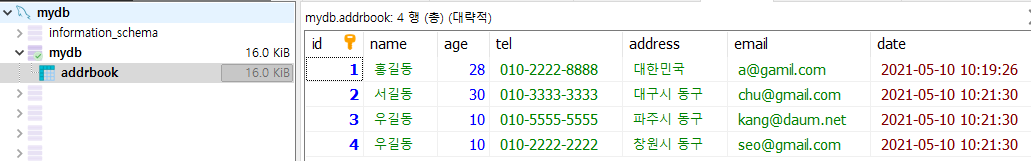 mydb
information_schema
mydb 16.0 KiB
addrbook 16.0 KiB
mydb.addrbook: 4 행 (총) (대략적)
id name age tel address email date
1 홍길동 28 010-2222-8888 대한민국 a@gamil.com 2021-05-10 10:19:26
2 서길동 30 010-3333-3333 대구시 동구 chu@gmail.com 2021-05-10 10:21:30
3 우길동 10 010-5555-5555 파주시 동구 kang@daum.net 2021-05-10 10:21:30
4 우길동 10 010-2222-2222 창원시 동구 seo@gmail.com 2021-05-10 10:21:30